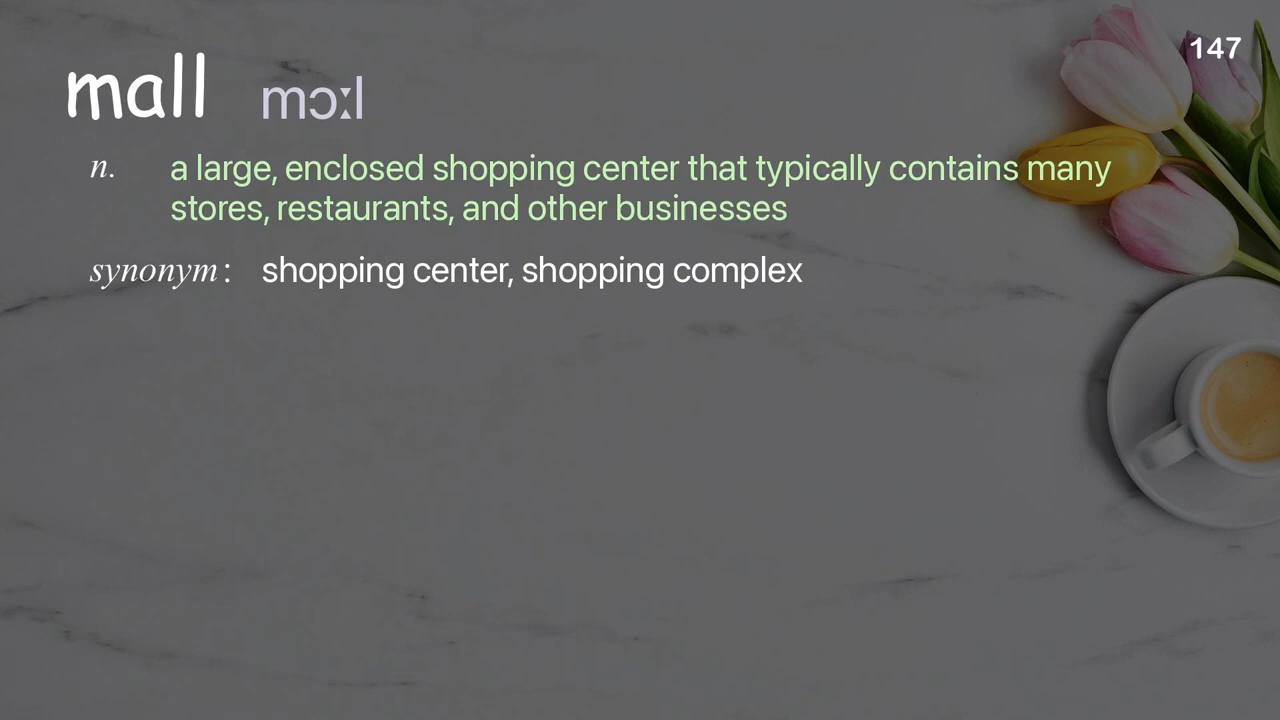 147
mall mɔːl
n. a large, enclosed shopping center that typically contains many
stores, restaurants, and other businesses
synonym: shopping center, shopping complex